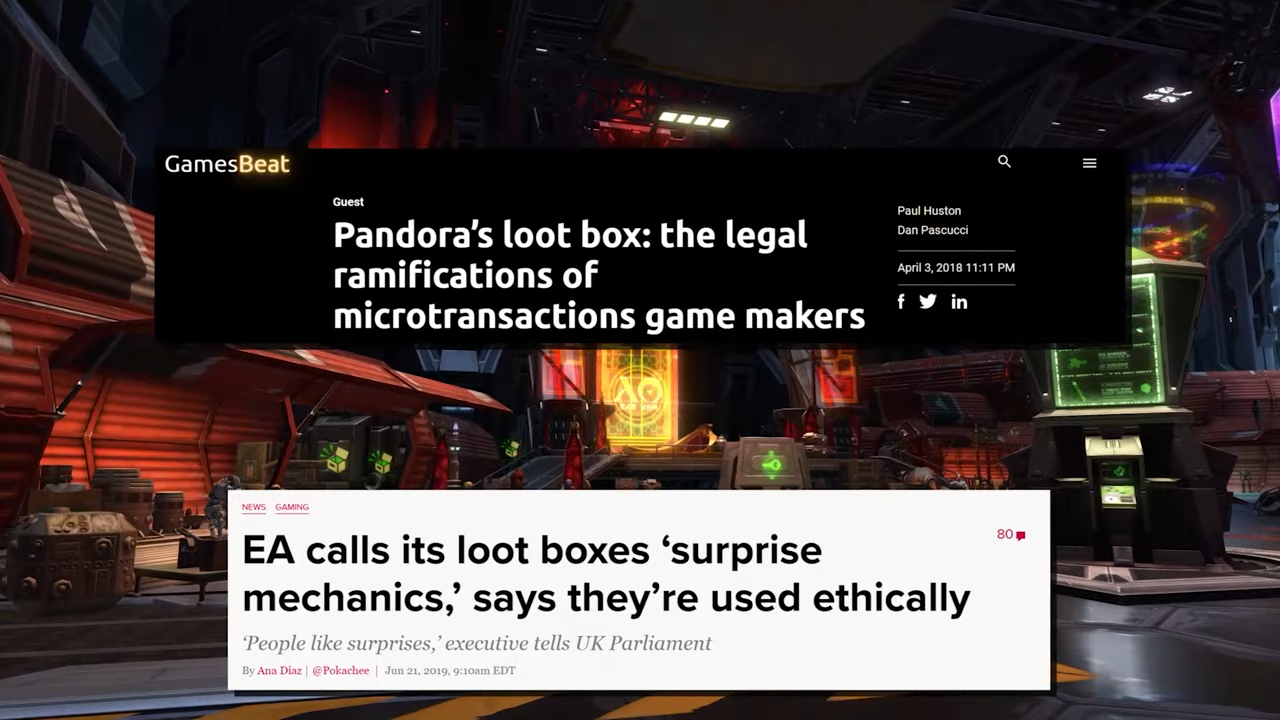 GamesBeat
Guest
Pandora's loot box: the legal
ramifications of
microtransactions game makers
Paul Huston
Dan Pascucci
April 3, 2018 11:11 PM
NEWS GAMING
80
EA calls its loot boxes ‘surprise
mechanics,’ says they’re used ethically
‘People like surprises,’ executive tells UK Parliament
By Ana Diaz | @Pokachee | Jun 21, 2019, 9:10am EDT